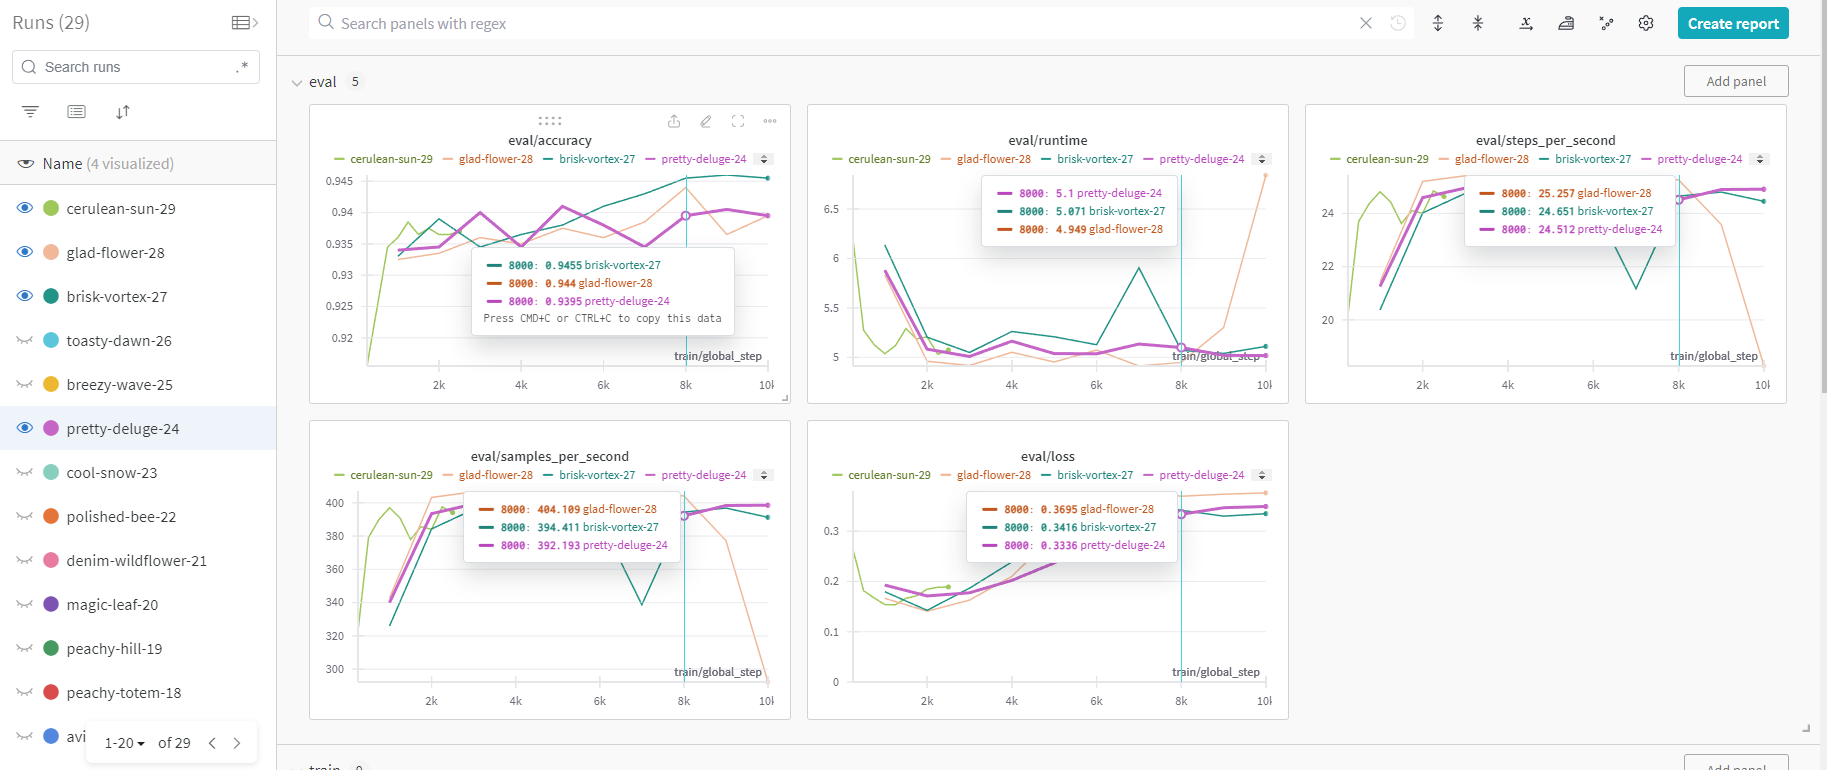 Runs (29)
Search runs
.*
Name (4 visualized)
cerulean-sun-29
glad-flower-28
brisk-vortex-27
toasty-dawn-26
breezy-wave-25
pretty-deluge-24
cool-snow-23
polished-bee-22
denim-wildflower-21
magic-leaf-20
peachy-hill-19
peachy-totem-18
avi
1-20 of 29
Search panels with regex
Create report
eval 5
Add panel
eval/accuracy
cerulean-sun-29 glad-flower-28 brisk-vortex-27 pretty-deluge-24
0.945
0.94
0.935
0.93
0.925
0.92
8000: 0.9455 brisk-vortex-27
8000: 0.944 glad-flower-28
8000: 0.9395 pretty-deluge-24
Press CMD+C or CTRL+C to copy this data
train/global_step
2k 4k 6k 8k 10k
eval/runtime
cerulean-sun-29 glad-flower-28 brisk-vortex-27 pretty-deluge-24
8000: 5.1 pretty-deluge-24
8000: 5.071 brisk-vortex-27
8000: 4.949 glad-flower-28
6.5
6
5.5
5
train/global_step
2k 4k 6k 8k 10k
eval/steps_per_second
cerulean-sun-29 glad-flower-28 brisk-vortex-27 pretty-deluge-24
8000: 25.257 glad-flower-28
8000: 24.651 brisk-vortex-27
8000: 24.512 pretty-deluge-24
24
22
20
train/global_step
2k 4k 6k 8k 10k
eval/samples_per_second
cerulean-sun-29 glad-flower-28 brisk-vortex-27 pretty-deluge-24
8000: 404.109 glad-flower-28
8000: 394.411 brisk-vortex-27
8000: 392.193 pretty-deluge-24
400
380
360
340
320
300
train/global_step
2k 4k 6k 8k 10k
eval/loss
cerulean-sun-29 glad-flower-28 brisk-vortex-27 pretty-deluge-24
8000: 0.3695 glad-flower-28
8000: 0.3416 brisk-vortex-27
8000: 0.3336 pretty-deluge-24
0.3
0.2
0.1
0
train/global_step
2k 4k 6k 8k 10k
train
Add panel